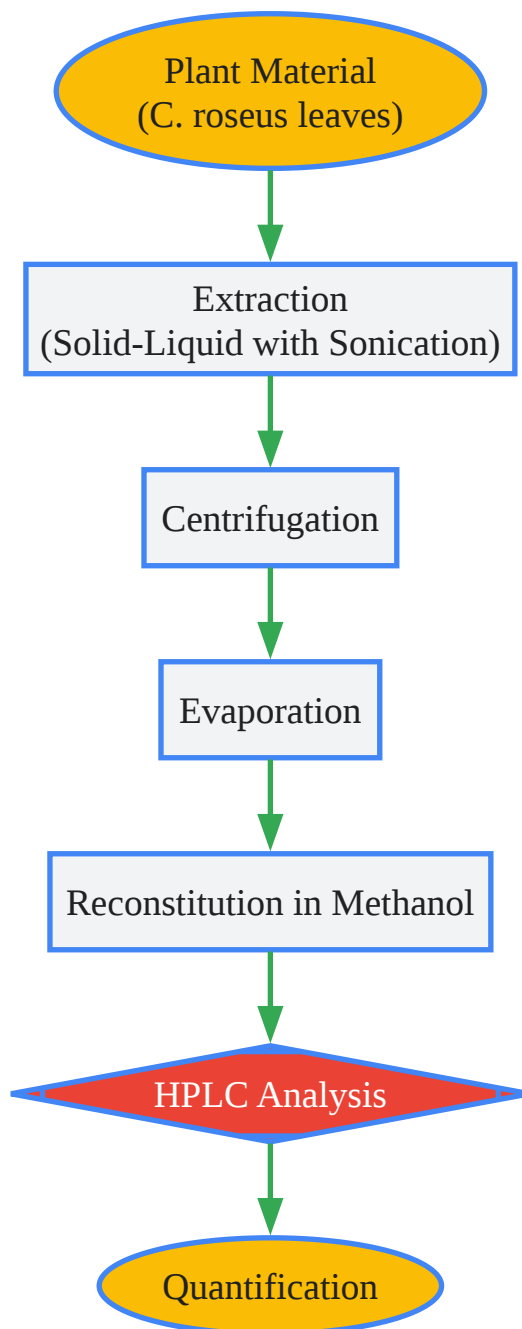 Plant Material
(C. roseus leaves)
Extraction
(Solid-Liquid with Sonication)
Centrifugation
Evaporation
Reconstitution in Methanol
HPLC Analysis
Quantification